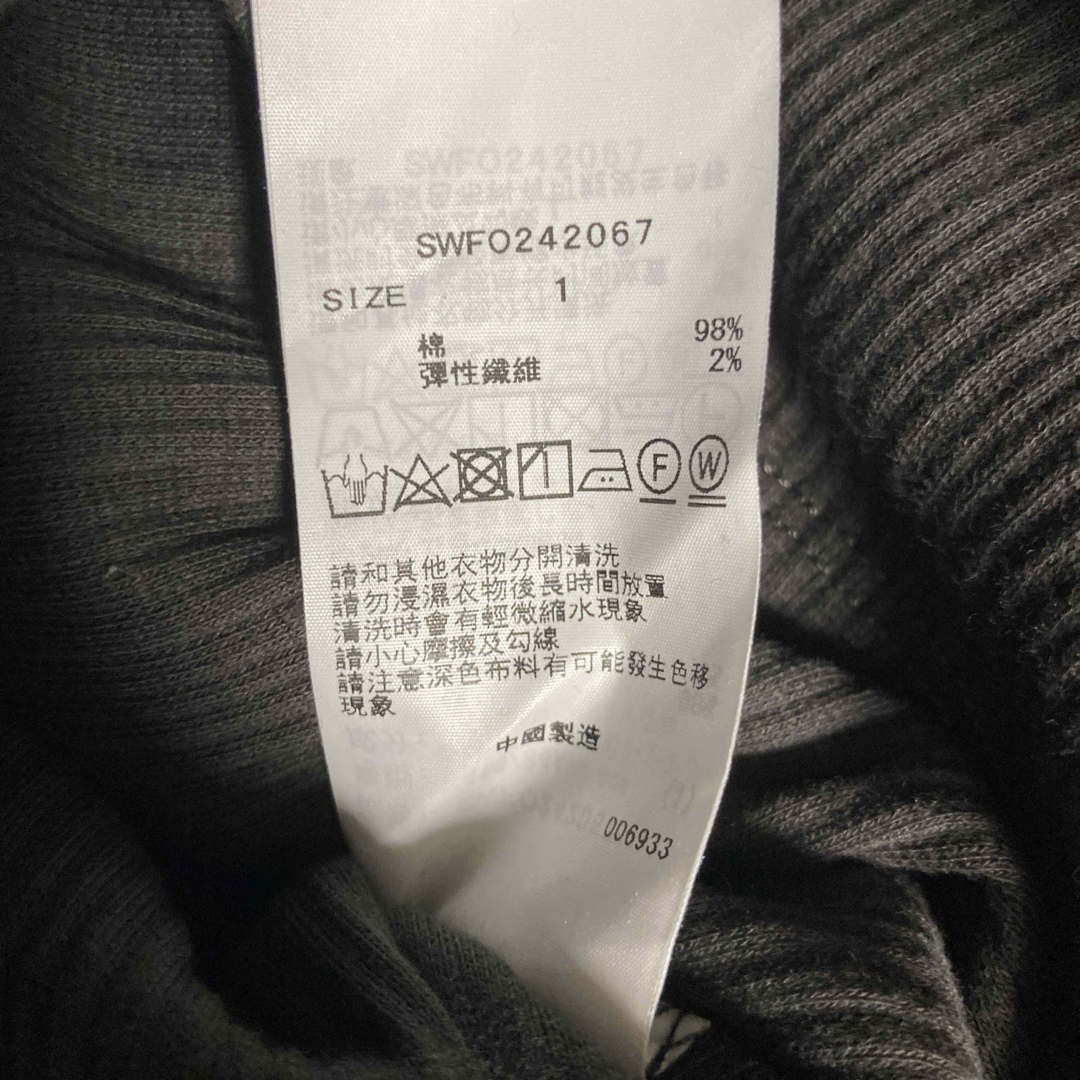 SWFO242067
SIZE 1
棉 98%
彈性纖維 2%
F W
請和其他衣物分開清洗
請勿浸濕衣物後長時間放置
清洗時會有輕微縮水現象
請小心摩擦及勾線
請注意深色布料有可能發生色移
現象
中國製造
006933